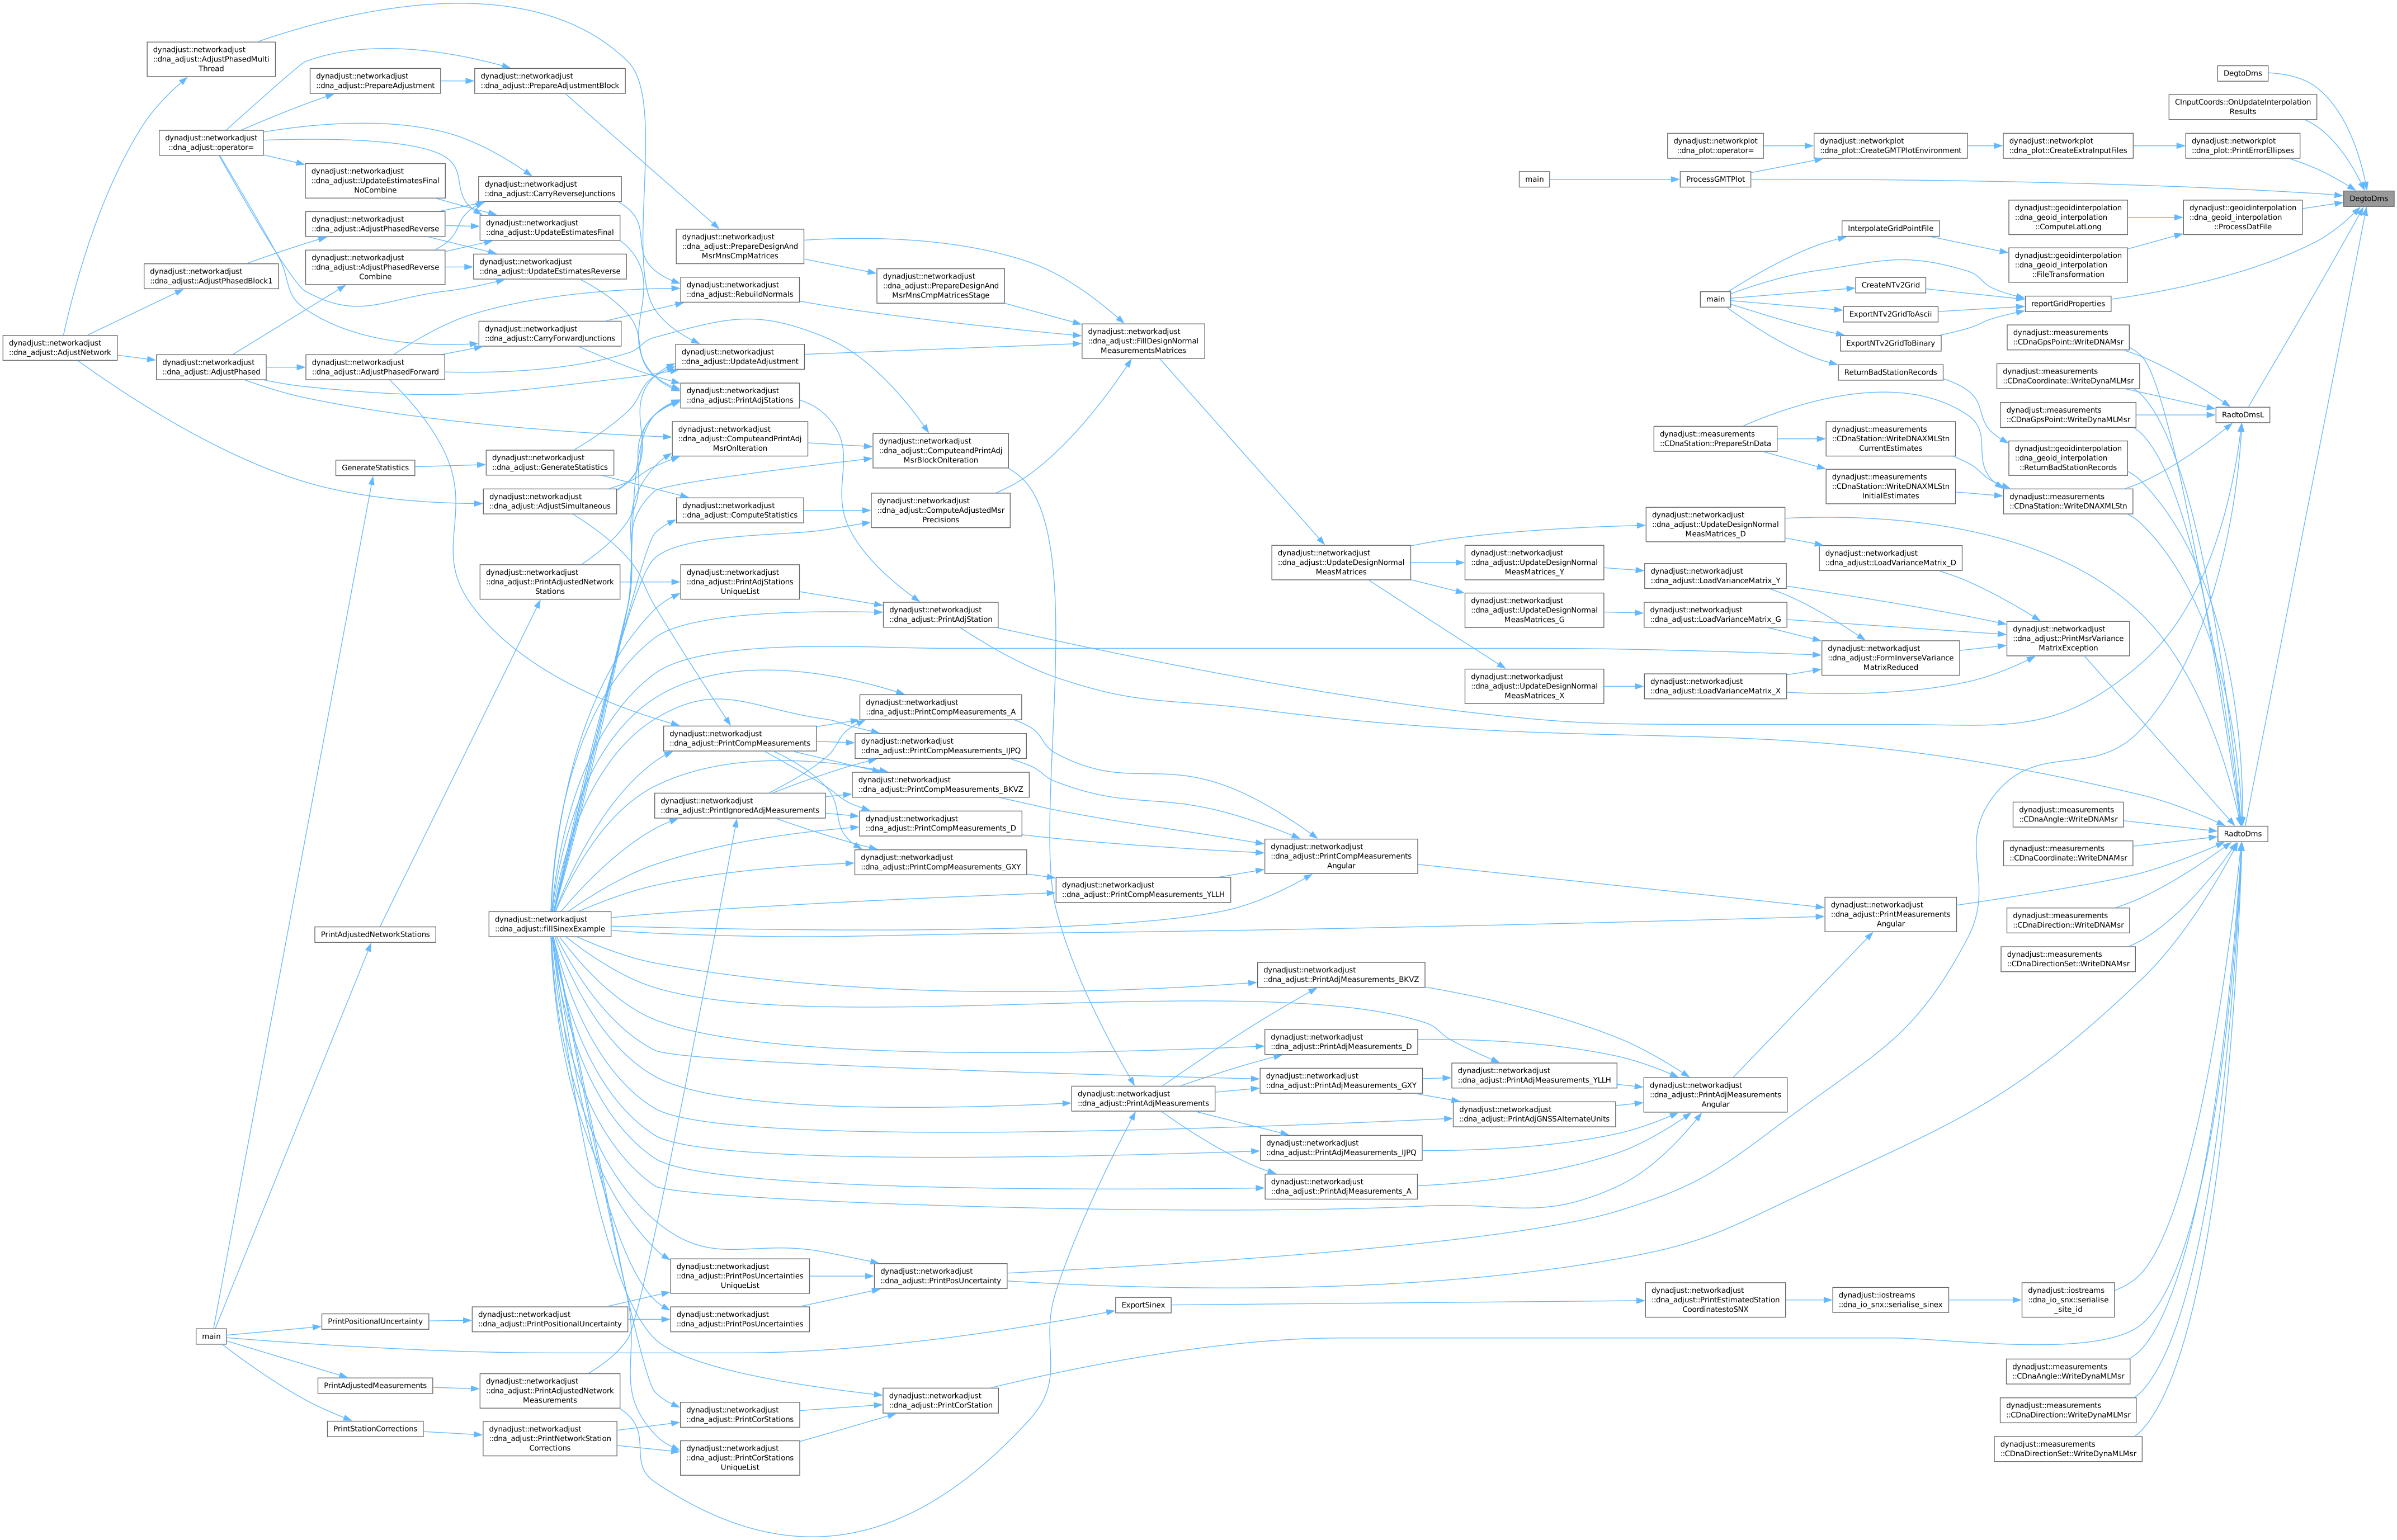 dynadjust::networkadjust
::dna_adjust::AdjustPhasedMulti
Thread
dynadjust::networkadjust
::dna_adjust::PrepareAdjustment
dynadjust::networkadjust
::dna_adjust::PrepareAdjustmentBlock
dynadjust::networkadjust
::dna_adjust::operator=
dynadjust::networkadjust
::dna_adjust::UpdateEstimatesFinal
NoCombine
dynadjust::networkadjust
::dna_adjust::CarryReverseJunctions
dynadjust::networkadjust
::dna_adjust::AdjustPhasedReverse
dynadjust::networkadjust
::dna_adjust::UpdateEstimatesFinal
dynadjust::networkadjust
::dna_adjust::AdjustPhasedReverse
Combine
dynadjust::networkadjust
::dna_adjust::UpdateEstimatesReverse
dynadjust::networkadjust
::dna_adjust::AdjustPhasedBlock1
dynadjust::networkadjust
::dna_adjust::AdjustNetwork
dynadjust::networkadjust
::dna_adjust::AdjustPhased
dynadjust::networkadjust
::dna_adjust::AdjustPhasedForward
dynadjust::networkadjust
::dna_adjust::CarryForwardJunctions
dynadjust::networkadjust
::dna_adjust::PrepareDesignAnd
MsrMnsCmpMatrices
dynadjust::networkadjust
::dna_adjust::RebuildNormals
dynadjust::networkadjust
::dna_adjust::PrepareDesignAnd
MsrMnsCmpMatricesStage
dynadjust::networkadjust
::dna_adjust::UpdateAdjustment
dynadjust::networkadjust
::dna_adjust::FillDesignNormal
MeasurementsMatrices
dynadjust::networkadjust
::dna_adjust::PrintAdjStations
dynadjust::networkadjust
::dna_adjust::ComputeandPrintAdj
MsrOnIteration
dynadjust::networkadjust
::dna_adjust::ComputeandPrintAdj
MsrBlockOnIteration
GenerateStatistics
dynadjust::networkadjust
::dna_adjust::GenerateStatistics
dynadjust::networkadjust
::dna_adjust::AdjustSimultaneous
dynadjust::networkadjust
::dna_adjust::ComputeStatistics
dynadjust::networkadjust
::dna_adjust::ComputeAdjustedMsr
Precisions
dynadjust::networkadjust
::dna_adjust::PrintAdjustedNetwork
Stations
dynadjust::networkadjust
::dna_adjust::PrintAdjStations
UniqueList
dynadjust::networkadjust
::dna_adjust::PrintAdjStation
dynadjust::networkadjust
::dna_adjust::PrintCompMeasurements_A
dynadjust::networkadjust
::dna_adjust::PrintCompMeasurements
dynadjust::networkadjust
::dna_adjust::PrintCompMeasurements_IJPQ
dynadjust::networkadjust
::dna_adjust::PrintCompMeasurements_BKVZ
dynadjust::networkadjust
::dna_adjust::PrintIgnoredAdjMeasurements
dynadjust::networkadjust
::dna_adjust::PrintCompMeasurements_D
dynadjust::networkadjust
::dna_adjust::PrintCompMeasurements_GXY
dynadjust::networkadjust
::dna_adjust::PrintCompMeasurements_YLLH
dynadjust::networkadjust
::dna_adjust::PrintCompMeasurements
Angular
PrintAdjustedNetworkStations
dynadjust::networkadjust
::dna_adjust::fillSinexExample
dynadjust::networkadjust
::dna_adjust::PrintMeasurements
Angular
dynadjust::networkadjust
::dna_adjust::PrintAdjMeasurements_BKVZ
dynadjust::networkadjust
::dna_adjust::PrintAdjMeasurements_D
dynadjust::networkadjust
::dna_adjust::PrintAdjMeasurements_GXY
dynadjust::networkadjust
::dna_adjust::PrintAdjMeasurements_YLLH
dynadjust::networkadjust
::dna_adjust::PrintAdjMeasurements
dynadjust::networkadjust
::dna_adjust::PrintAdjGNSSAlternateUnits
dynadjust::networkadjust
::dna_adjust::PrintAdjMeasurements
Angular
dynadjust::networkadjust
::dna_adjust::PrintAdjMeasurements_IJPQ
dynadjust::networkadjust
::dna_adjust::PrintAdjMeasurements_A
dynadjust::networkadjust
::dna_adjust::PrintPosUncertainties
UniqueList
dynadjust::networkadjust
::dna_adjust::PrintPosUncertainty
main
PrintPositionalUncertainty
dynadjust::networkadjust
::dna_adjust::PrintPositionalUncertainty
dynadjust::networkadjust
::dna_adjust::PrintPosUncertainties
ExportSinex
dynadjust::networkadjust
::dna_adjust::PrintEstimatedStation
CoordinatestoSNX
dynadjust::iostreams
::dna_io_snx::serialise_sinex
dynadjust::iostreams
::dna_io_snx::serialise
_site_id
PrintAdjustedMeasurements
dynadjust::networkadjust
::dna_adjust::PrintAdjustedNetwork
Measurements
PrintStationCorrections
dynadjust::networkadjust
::dna_adjust::PrintNetworkStation
Corrections
dynadjust::networkadjust
::dna_adjust::PrintCorStations
dynadjust::networkadjust
::dna_adjust::PrintCorStation
dynadjust::networkadjust
::dna_adjust::PrintCorStations
UniqueList
dynadjust::networkadjust
::dna_adjust::UpdateDesignNormal
MeasMatrices
dynadjust::networkadjust
::dna_adjust::UpdateDesignNormal
MeasMatrices_D
dynadjust::networkadjust
::dna_adjust::UpdateDesignNormal
MeasMatrices_Y
dynadjust::networkadjust
::dna_adjust::LoadVarianceMatrix_D
dynadjust::networkadjust
::dna_adjust::LoadVarianceMatrix_Y
dynadjust::networkadjust
::dna_adjust::UpdateDesignNormal
MeasMatrices_G
dynadjust::networkadjust
::dna_adjust::LoadVarianceMatrix_G
dynadjust::networkadjust
::dna_adjust::PrintMsrVariance
MatrixException
dynadjust::networkadjust
::dna_adjust::FormInverseVariance
MatrixReduced
dynadjust::networkadjust
::dna_adjust::UpdateDesignNormal
MeasMatrices_X
dynadjust::networkadjust
::dna_adjust::LoadVarianceMatrix_X
DegtoDms
CInputCoords::OnUpdateInterpolation
Results
dynadjust::networkplot
::dna_plot::operator=
dynadjust::networkplot
::dna_plot::CreateGMTPlotEnvironment
dynadjust::networkplot
::dna_plot::CreateExtraInputFiles
dynadjust::networkplot
::dna_plot::PrintErrorEllipses
main
ProcessGMTPlot
DegtoDms
dynadjust::geoidinterpolation
::dna_geoid_interpolation
::ComputeLatLong
dynadjust::geoidinterpolation
::dna_geoid_interpolation
::ProcessDatFile
InterpolateGridPointFile
dynadjust::geoidinterpolation
::dna_geoid_interpolation
::FileTransformation
CreateNTv2Grid
main
reportGridProperties
ExportNTv2GridToAscii
ExportNTv2GridToBinary
dynadjust::measurements
::CDnaGpsPoint::WriteDNAMsr
ReturnBadStationRecords
dynadjust::measurements
::CDnaCoordinate::WriteDynaMLMsr
dynadjust::measurements
::CDnaGpsPoint::WriteDynaMLMsr
RadtoDmsL
dynadjust::measurements
::CDnaStation::PrepareStnData
dynadjust::measurements
::CDnaStation::WriteDNAXMLStn
CurrentEstimates
dynadjust::geoidinterpolation
::dna_geoid_interpolation
::ReturnBadStationRecords
dynadjust::measurements
::CDnaStation::WriteDNAXMLStn
InitialEstimates
dynadjust::measurements
::CDnaStation::WriteDNAXMLStn
dynadjust::measurements
::CDnaAngle::WriteDNAMsr
RadtoDms
dynadjust::measurements
::CDnaCoordinate::WriteDNAMsr
dynadjust::measurements
::CDnaDirection::WriteDNAMsr
dynadjust::measurements
::CDnaDirectionSet::WriteDNAMsr
dynadjust::measurements
::CDnaAngle::WriteDynaMLMsr
dynadjust::measurements
::CDnaDirection::WriteDynaMLMsr
dynadjust::measurements
::CDnaDirectionSet::WriteDynaMLMsr